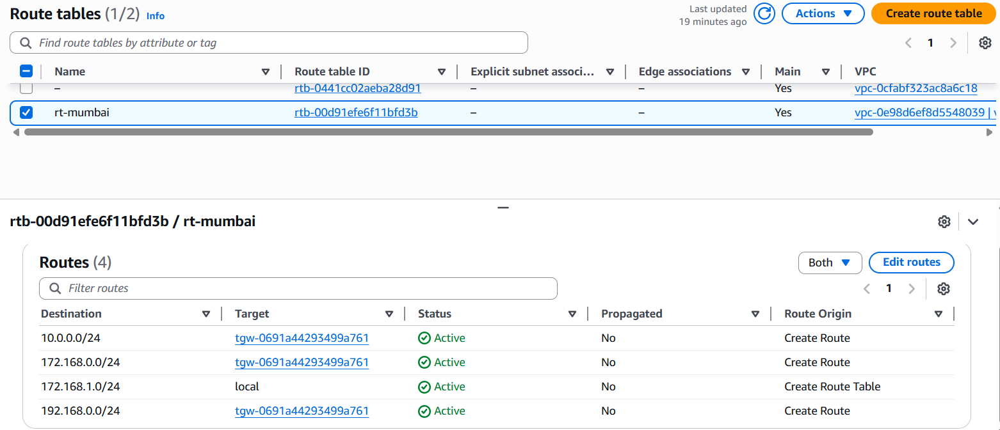 Route tables (1/2) Info
Last updated
19 minutes ago
Actions
Create route table
Find route tables by attribute or tag
1
Name Route table ID Explicit subnet associ... Edge associations Main VPC
– rtb-0441cc02aeba28d91 – – Yes vpc-0cfabf323ac8a6c18
rt-mumbai rtb-00d91efe6f11bfd3b – – Yes vpc-0e98d6ef8d5548039 |
rtb-00d91efe6f11bfd3b / rt-mumbai
Routes (4)
Both
Edit routes
Filter routes
1
Destination Target Status Propagated Route Origin
10.0.0.0/24 tgw-0691a44293499a761 Active No Create Route
172.168.0.0/24 tgw-0691a44293499a761 Active No Create Route
172.168.1.0/24 local Active No Create Route Table
192.168.0.0/24 tgw-0691a44293499a761 Active No Create Route